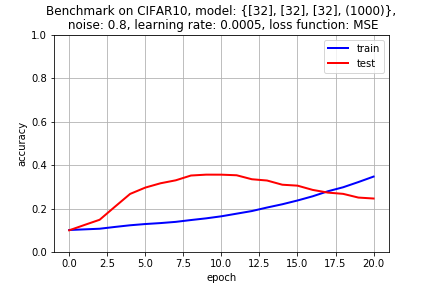 Benchmark on CIFAR10, model: {[32], [32], [32], (1000)},
noise: 0.8, learning rate: 0.0005, loss function: MSE
train
test
accuracy
1.0
0.8
0.6
0.4
0.2
0.0
0.0 2.5 5.0 7.5 10.0 12.5 15.0 17.5 20.0
epoch